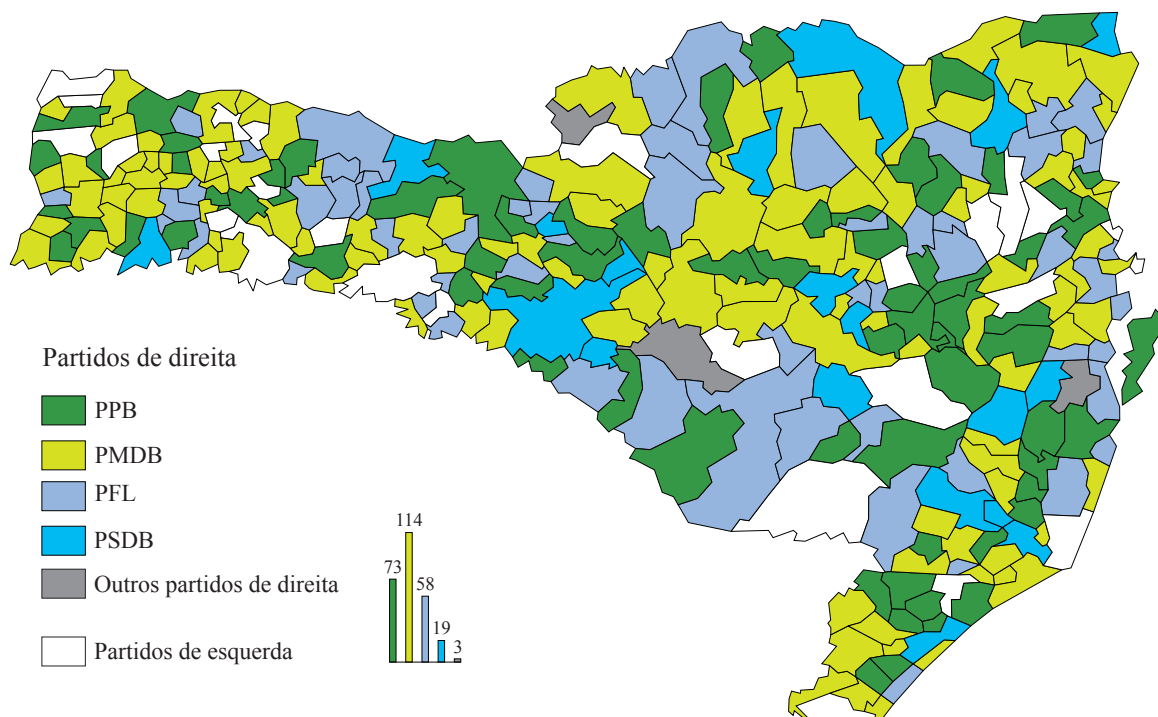 Partidos de direita
PPB
PMDB
PFL
PSDB
Outros partidos de direita
Partidos de esquerda
114
73
58
19
3